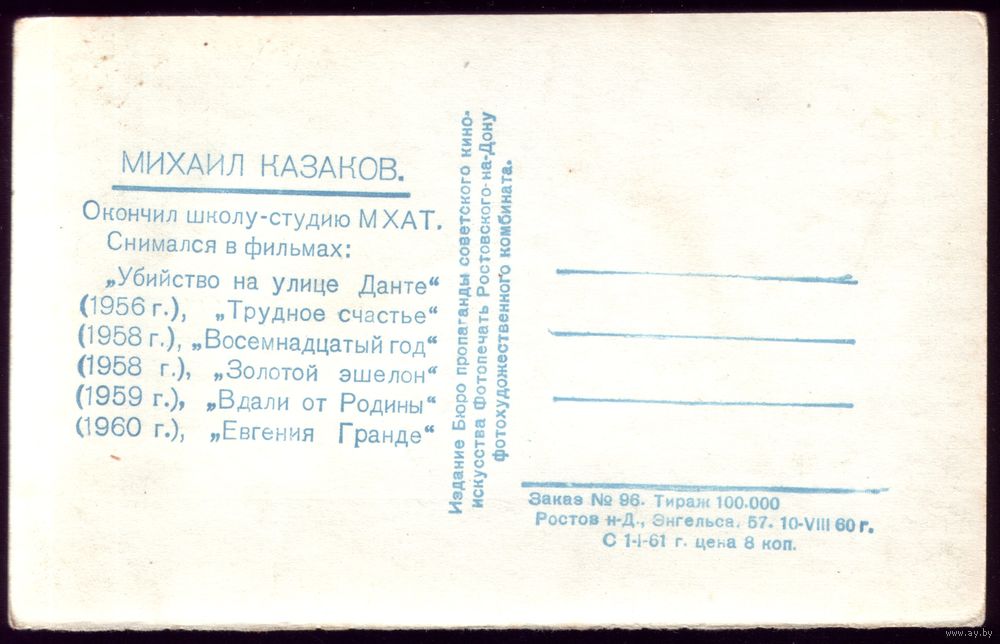 МИХАИЛ КАЗАКОВ.
Окончил школу-студию МХАТ.
Снимался в фильмах:
„Убийство на улице Данте“
(1956 г.), „Трудное счастье“
(1958 г.), „Восемнадцатый год“
(1958 г.), „Золотой эшелон“
(1959 г.), „Вдали от Родины“
(1960 г.), „Евгения Гранде“
Издание Бюро пропаганды советского кино-
искусства Фотопечать Ростовского-на-Дону
фотохудожественного комбината.
Заказ № 96. Тираж 100.000
Ростов н-Д., Энгельса, 57. 10-VIII 60 г.
С 1-I-61 г. цена 8 коп.
www.ay.by